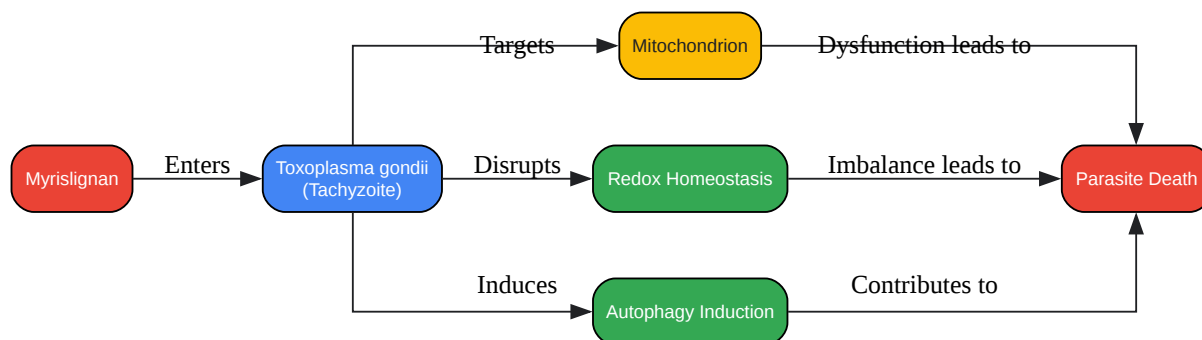 Targets
Mitochondrion
Dysfunction leads to
Myrislignan
Enters
Toxoplasma gondii
(Tachyzoite)
Disrupts
Redox Homeostasis
Imbalance leads to
Parasite Death
Induces
Autophagy Induction
Contributes to